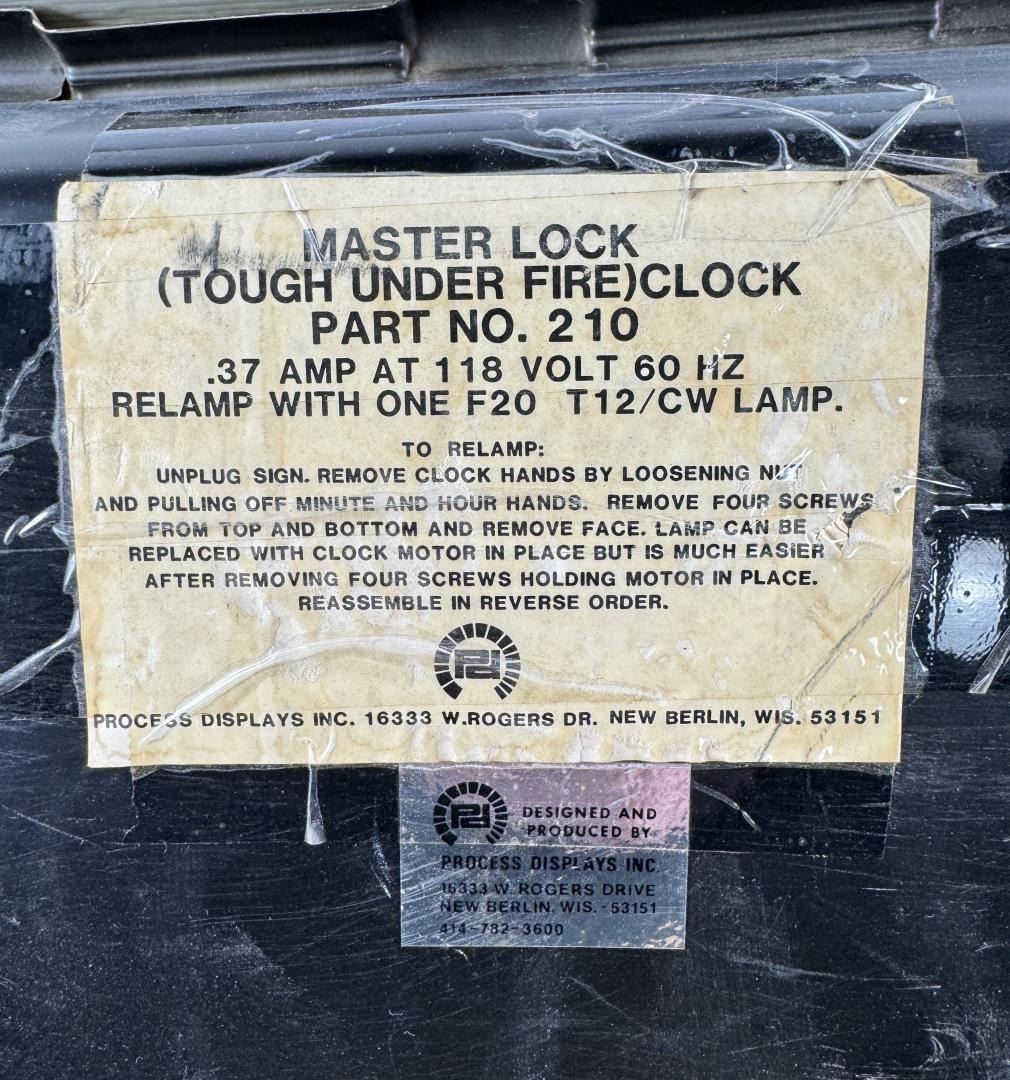 MASTER LOCK
(TOUGH UNDER FIRE)CLOCK
PART NO. 210
.37 AMP AT 118 VOLT 60 HZ
RELAMP WITH ONE F20 T12/CW LAMP.
TO RELAMP:
UNPLUG SIGN. REMOVE CLOCK HANDS BY LOOSENING NUT
AND PULLING OFF MINUTE AND HOUR HANDS. REMOVE FOUR SCREWS
FROM TOP AND BOTTOM AND REMOVE FACE. LAMP CAN BE
REPLACED WITH CLOCK MOTOR IN PLACE BUT IS MUCH EASIER
AFTER REMOVING FOUR SCREWS HOLDING MOTOR IN PLACE.
REASSEMBLE IN REVERSE ORDER.
Pd
PROCESS DISPLAYS INC. 16333 W.ROGERS DR. NEW BERLIN, WIS. 53151
Pd
DESIGNED AND
PRODUCED BY
PROCESS DISPLAYS INC.
16333 W. ROGERS DRIVE
NEW BERLIN, WIS. - 53151
414-782-3600